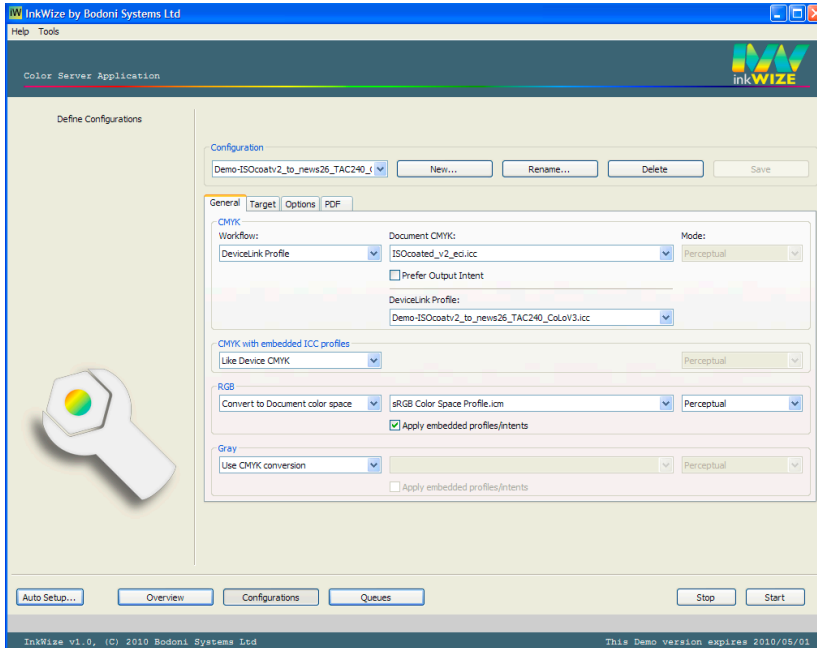 InkWize by Bodoni Systems Ltd
Help Tools
Color Server Application
inkWIZE
Define Configurations
Configuration
Demo-ISOcoatv2_to_news26_TAC240_( New... Rename... Delete Save
General Target Options PDF
CMYK
Workflow: Document CMYK: Mode:
DeviceLink Profile ISOcoated_v2_eci.icc Perceptual
Prefer Output Intent
DeviceLink Profile:
Demo-ISOcoatv2_to_news26_TAC240_CoLoV3.icc
CMYK with embedded ICC profiles
Like Device CMYK Perceptual
RGB
Convert to Document color space sRGB Color Space Profile.icm Perceptual
Apply embedded profiles/intents
Gray
Use CMYK conversion Perceptual
Apply embedded profiles/intents
Auto Setup... Overview Configurations Queues Stop Start
InkWize v1.0, (C) 2010 Bodoni Systems Ltd This Demo version expires 2010/05/01